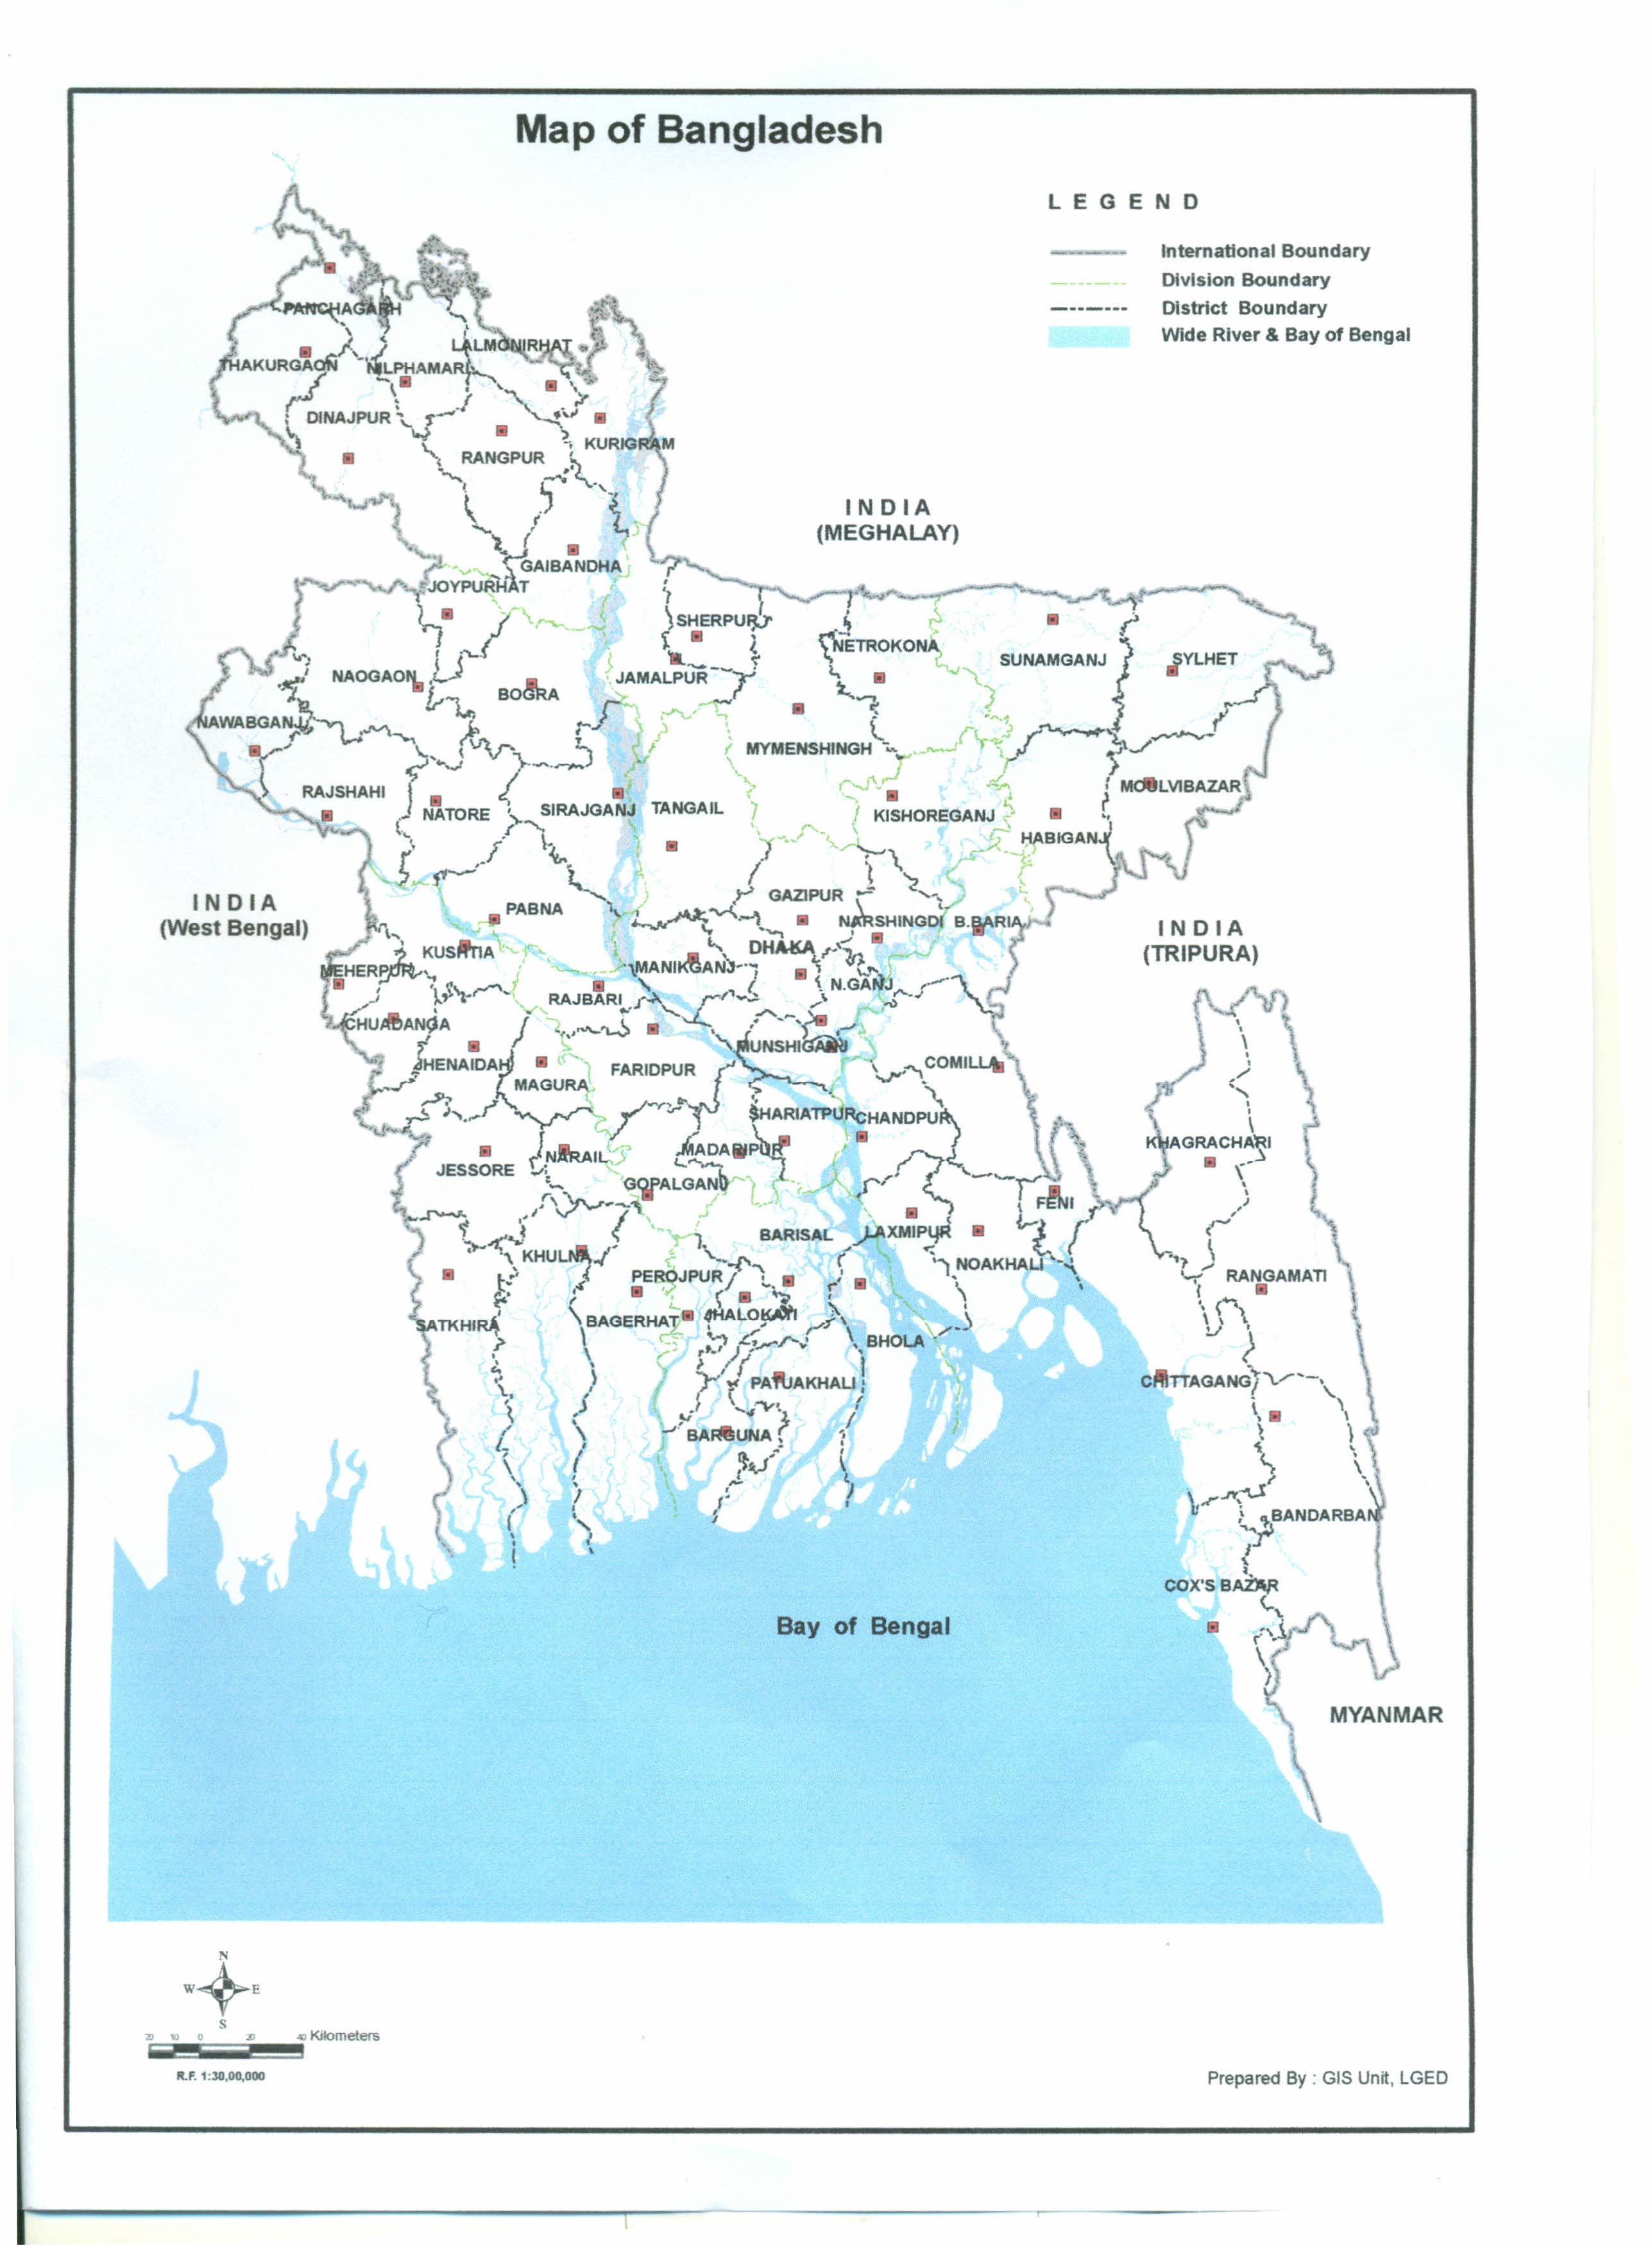 Map of Bangladesh
LEGEND
International Boundary
Division Boundary
District Boundary
Wide River & Bay of Bengal
PANCHAGARH
LALMONIRHAT
THAKURGAON
NILPHAMARI
DINAJPUR
KURIGRAM
RANGPUR
INDIA
(MEGHALAY)
GAIBANDHA
JOYPURHAT
SHERPUR
NETROKONA
SUNAMGANJ
SYLHET
NAOGAON
JAMALPUR
BOGRA
NAWABGANJ
MYMENSHINGH
RAJSHAHI
MOULVIBAZAR
NATORE
SIRAJGANJ
TANGAIL
KISHOREGANJ
HABIGANJ
GAZIPUR
INDIA
(West Bengal)
PABNA
NARSHINGDI
B.BARIA
INDIA
(TRIPURA)
KUSHTIA
DHAKA
MEHERPUR
MANIKGANJ
N.GANJ
RAJBARI
CHUADANGA
MUNSHIGANJ
JHENAIDAH
COMILLA
FARIDPUR
MAGURA
SHARIATPUR
CHANDPUR
KHAGRACHARI
MADARIPUR
NARAIL
JESSORE
GOPALGANJ
FENI
BARISAL
LAXMIPUR
KHULNA
NOAKHALI
PEROJPUR
RANGAMATI
BAGERHAT
JHALOKATI
SATKHIRA
BHOLA
PATUAKHALI
CHITTAGANG
BARGUNA
BANDARBAN
COX'S BAZAR
Bay of Bengal
MYANMAR
N
W E
S
20 10 0 20 40 Kilometers
R.F. 1:30,00,000
Prepared By : GIS Unit, LGED